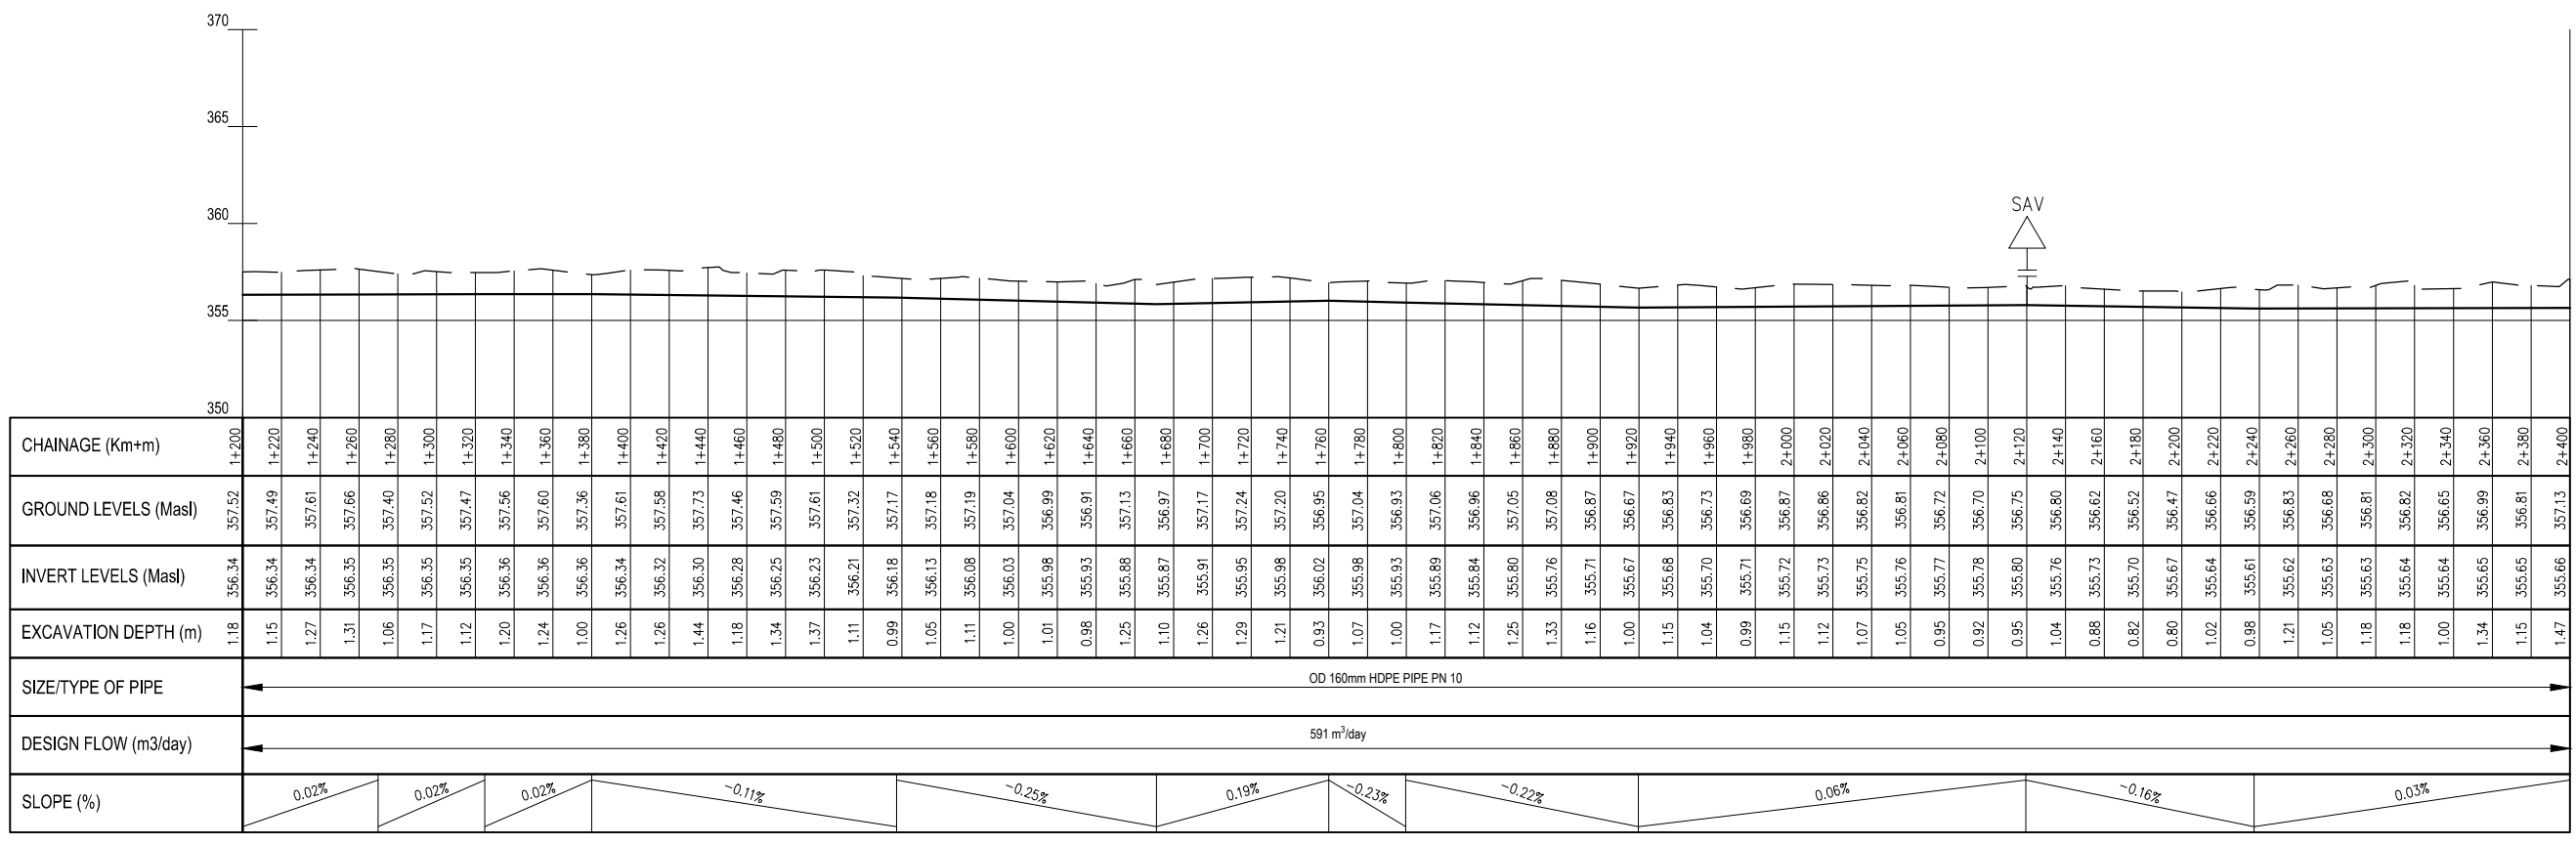 370
365
360
SAV
355
350
CHAINAGE (Km+m) 1+200 1+220 1+240 1+260 1+280 1+300 1+320 1+340 1+360 1+380 1+400 1+420 1+440 1+460 1+480 1+500 1+520 1+540 1+560 1+580 1+600 1+620 1+640 1+660 1+680 1+700 1+720 1+740 1+760 1+780 1+800 1+820 1+840 1+860 1+880 1+900 1+920 1+940 1+960 1+980 2+000 2+020 2+040 2+060 2+080 2+100 2+120 2+140 2+160 2+180 2+200 2+220 2+240 2+260 2+280 2+300 2+320 2+340 2+360 2+380 2+400
GROUND LEVELS (Masl) 357.52 357.49 357.61 357.66 357.40 357.52 357.47 357.56 357.60 357.36 357.61 357.58 357.73 357.46 357.59 357.61 357.32 357.17 357.18 357.19 357.04 356.99 356.91 357.13 356.97 357.17 357.24 357.20 356.95 357.04 356.93 357.06 356.96 357.05 357.08 356.87 356.67 356.83 356.73 356.69 356.87 356.86 356.82 356.81 356.72 356.70 356.75 356.80 356.62 356.52 356.47 356.66 356.59 356.83 356.68 356.81 356.82 356.65 356.99 356.81 357.13
INVERT LEVELS (Masl) 356.34 356.34 356.34 356.35 356.35 356.35 356.35 356.36 356.36 356.36 356.34 356.32 356.30 356.28 356.25 356.23 356.21 356.18 356.13 356.08 356.03 355.98 355.93 355.88 355.87 355.91 355.95 355.98 356.02 355.98 355.93 355.89 355.84 355.80 355.76 355.71 355.67 355.68 355.70 355.71 355.72 355.73 355.75 355.76 355.77 355.78 355.80 355.76 355.73 355.70 355.67 355.64 355.61 355.62 355.63 355.63 355.64 355.64 355.65 355.65 355.66
EXCAVATION DEPTH (m) 1.18 1.15 1.27 1.31 1.06 1.17 1.12 1.20 1.24 1.00 1.26 1.26 1.44 1.18 1.34 1.37 1.11 0.99 1.05 1.11 1.00 1.01 0.98 1.25 1.10 1.26 1.29 1.21 0.93 1.07 1.00 1.17 1.12 1.25 1.33 1.16 1.00 1.15 1.04 0.99 1.15 1.12 1.07 1.05 0.95 0.92 0.95 1.04 0.88 0.82 0.80 1.02 0.98 1.21 1.05 1.18 1.18 1.00 1.34 1.15 1.47
SIZE/TYPE OF PIPE OD 160mm HDPE PIPE PN 10
DESIGN FLOW (m3/day) 591 m³/day
SLOPE (%) 0.02% 0.02% 0.02% -0.11% -0.25% 0.19% -0.23% -0.22% 0.06% -0.16% 0.03%